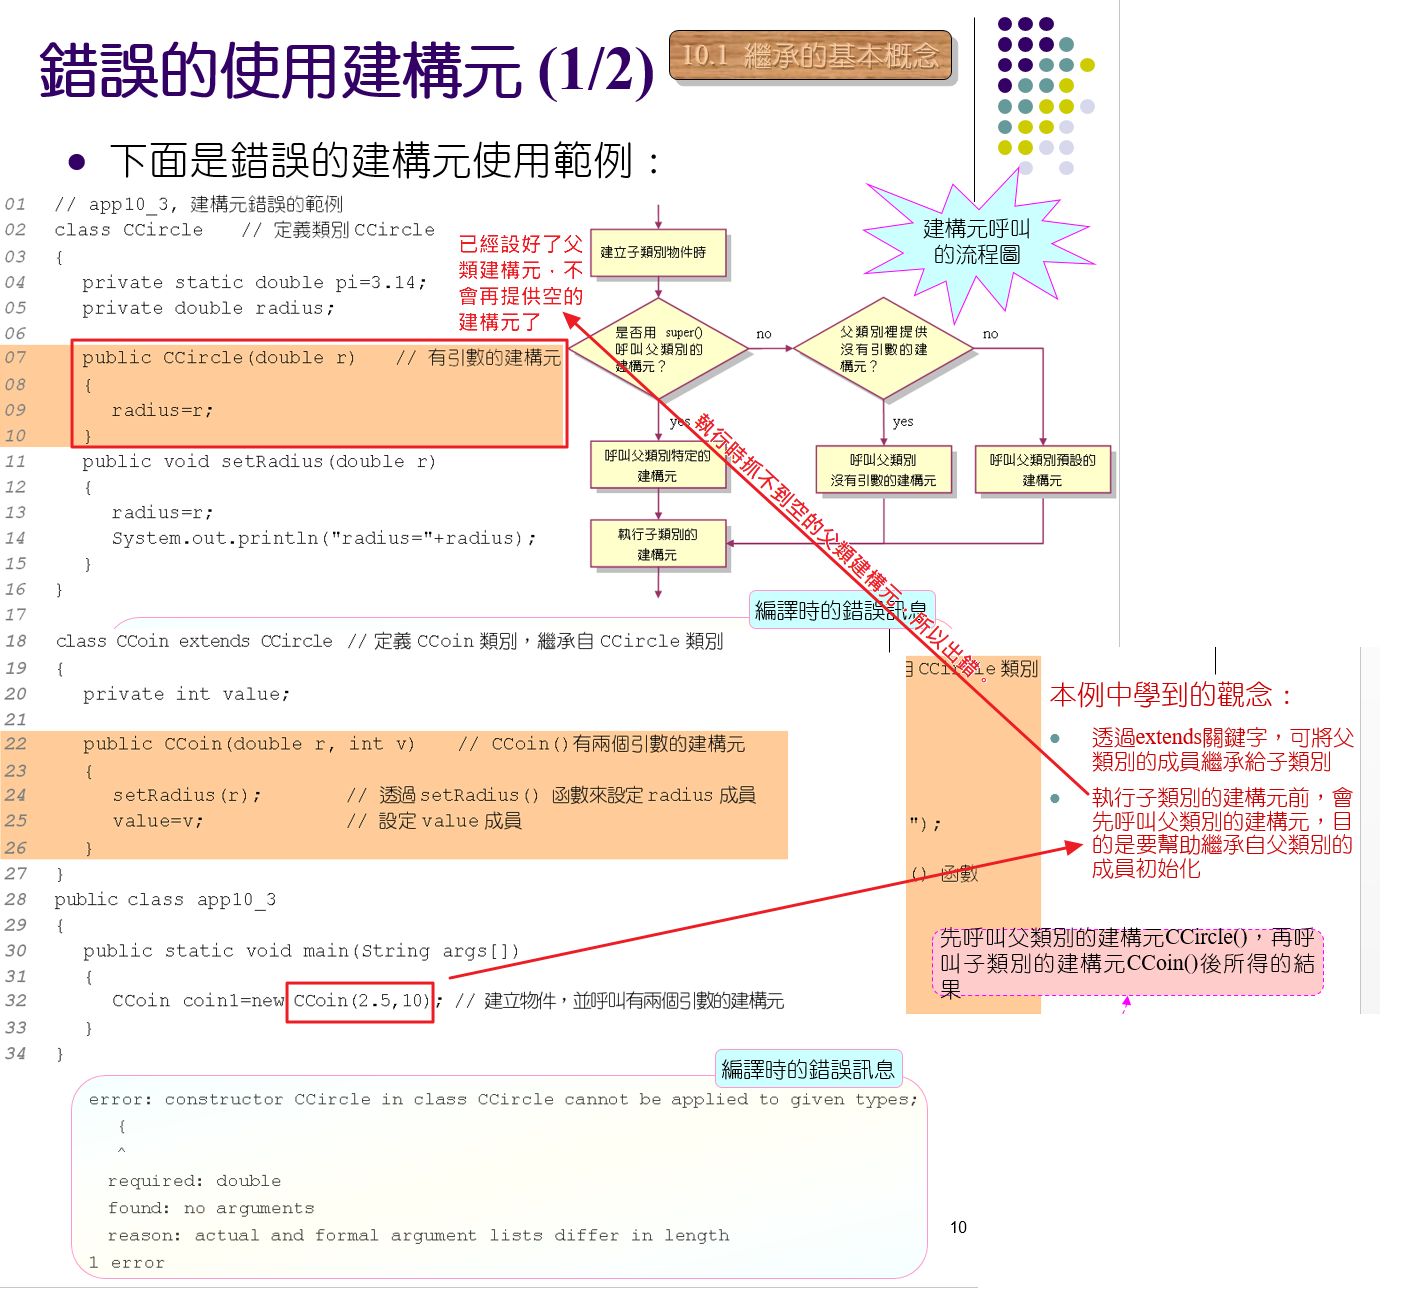 錯誤的使用建構元 (1/2)
10.1 繼承的基本概念
● 下面是錯誤的建構元使用範例：
建構元呼叫
的流程圖
01 // app10_3, 建構元錯誤的範例
02 class CCircle // 定義類別 CCircle
03 {
04 private static double pi=3.14;
05 private double radius;
06
07 public CCircle(double r) // 有引數的建構元
08 {
09 radius=r;
10 }
11 public void setRadius(double r)
12 {
13 radius=r;
14 System.out.println("radius="+radius);
15 }
16 }
17
18 class CCoin extends CCircle // 定義 CCoin 類別，繼承自 CCircle 類別
19 {
20 private int value;
21
22 public CCoin(double r, int v) // CCoin()有兩個引數的建構元
23 {
24 setRadius(r); // 透過 setRadius() 函數來設定 radius 成員
25 value=v; // 設定 value 成員
26 }
27 }
28 public class app10_3
29 {
30 public static void main(String args[])
31 {
32 CCoin coin1=new CCoin(2.5,10); // 建立物件，並呼叫有兩個引數的建構元
33 }
34 }
已經設好了父
類建構元，不
會再提供空的
建構元了
建立子類別物件時
是否用 super()
呼叫父類別的
建構元？
no
父類別裡提供
沒有引數的建
構元？
no
yes
yes
呼叫父類別特定的
建構元
呼叫父類別
沒有引數的建構元
呼叫父類別預設的
建構元
執行子類別的
建構元
執行時抓不到空的父類建構元，所以出錯。
編譯時的錯誤訊息
CCircle 類別
");
() 函數
本例中學到的觀念：
● 透過extends關鍵字，可將父
類別的成員繼承給子類別
● 執行子類別的建構元前，會
先呼叫父類別的建構元，目
的是要幫助繼承自父類別的
成員初始化
先呼叫父類別的建構元CCircle()，再呼
叫子類別的建構元CCoin()後所得的結
果
編譯時的錯誤訊息
error: constructor CCircle in class CCircle cannot be applied to given types;
{
^
required: double
found: no arguments
reason: actual and formal argument lists differ in length
1 error
10